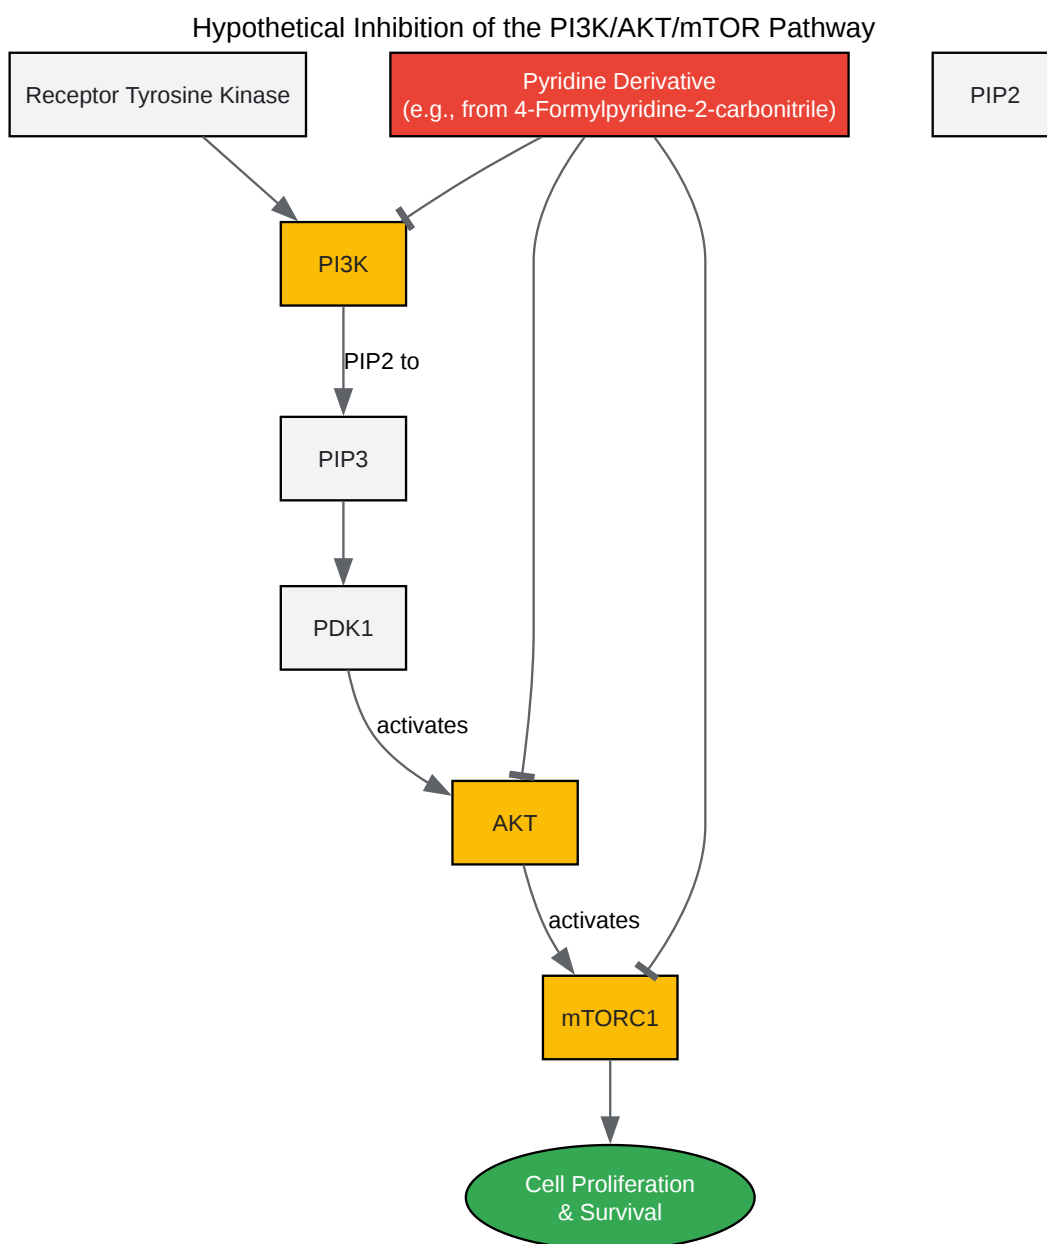 Hypothetical Inhibition of the PI3K/AKT/mTOR Pathway
Receptor Tyrosine Kinase
Pyridine Derivative
(e.g., from 4-Formylpyridine-2-carbonitrile)
PIP2
PI3K
PIP2 to
PIP3
PDK1
activates
AKT
activates
mTORC1
Cell Proliferation
& Survival